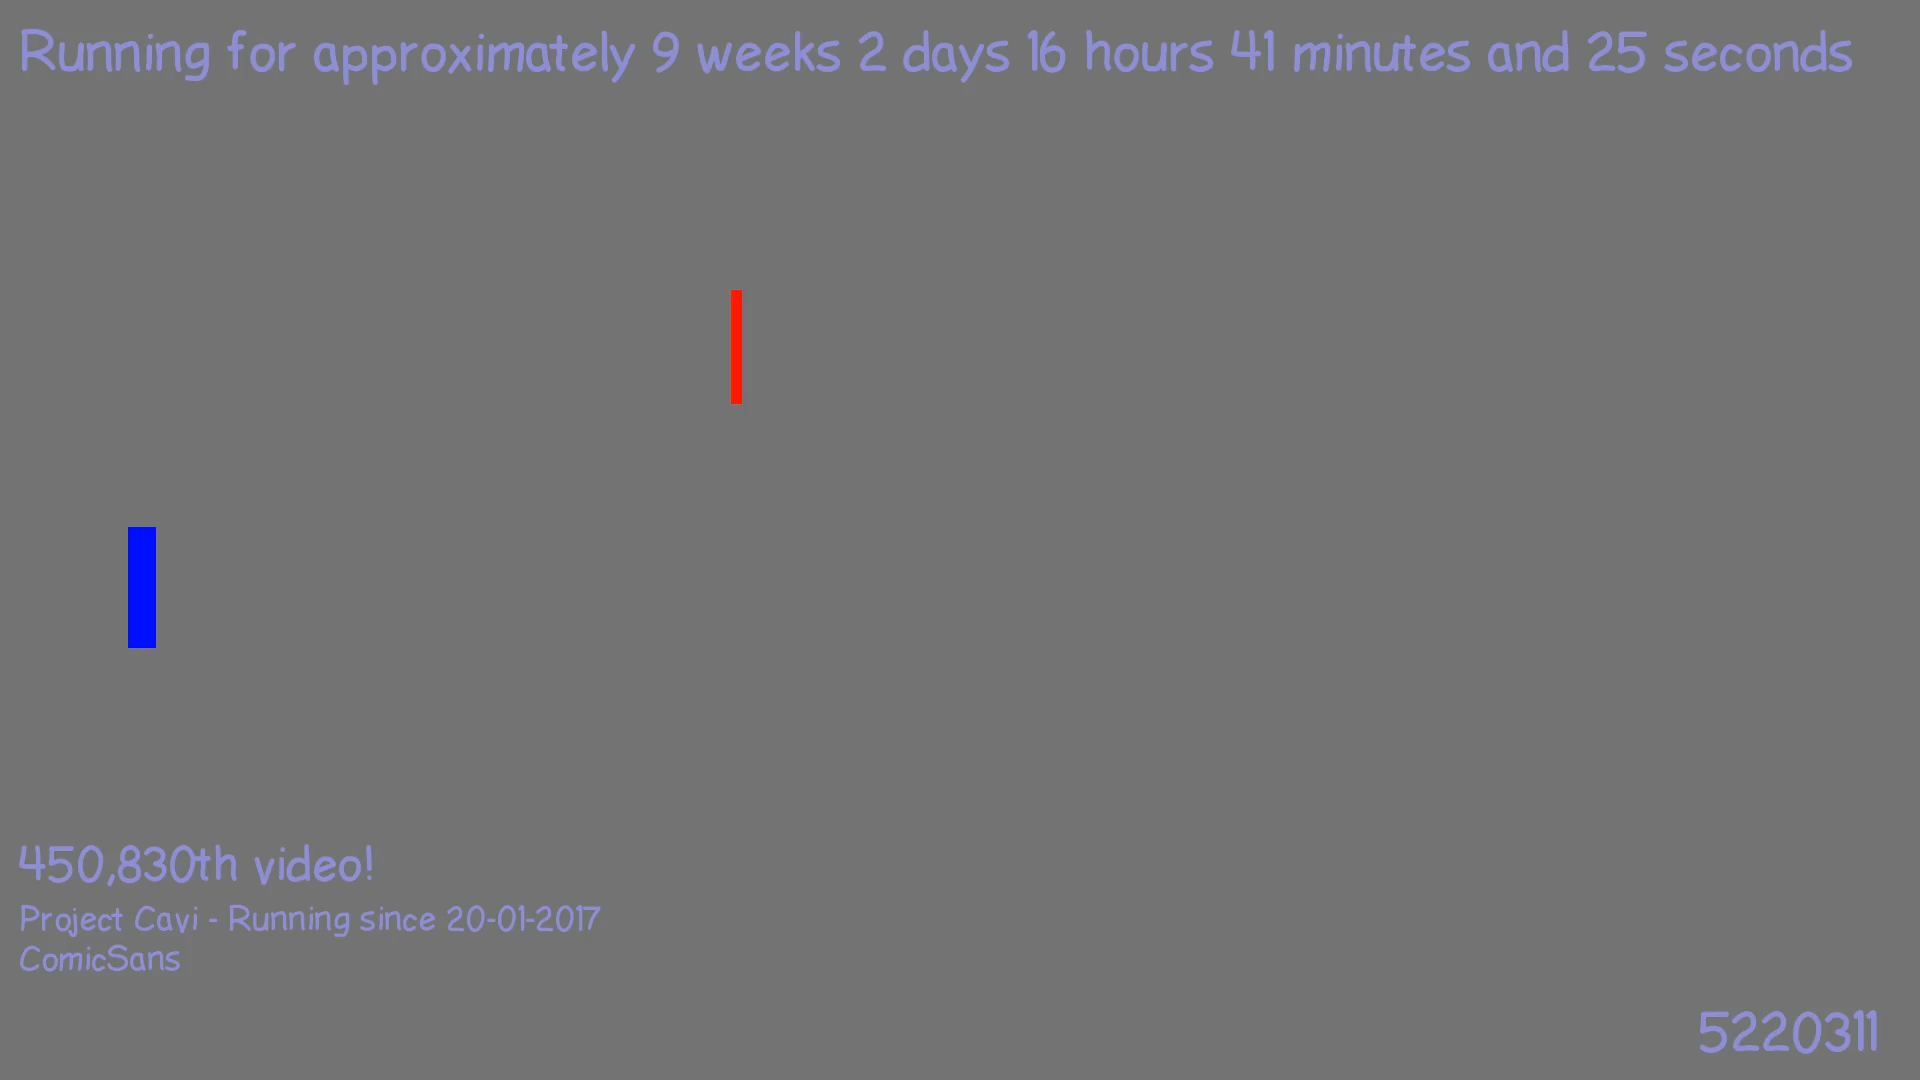 Running for approximately 9 weeks 2 days 16 hours 41 minutes and 25 seconds
450,830th video!
Project Cavi - Running since 20-01-2017
ComicSans
5220311